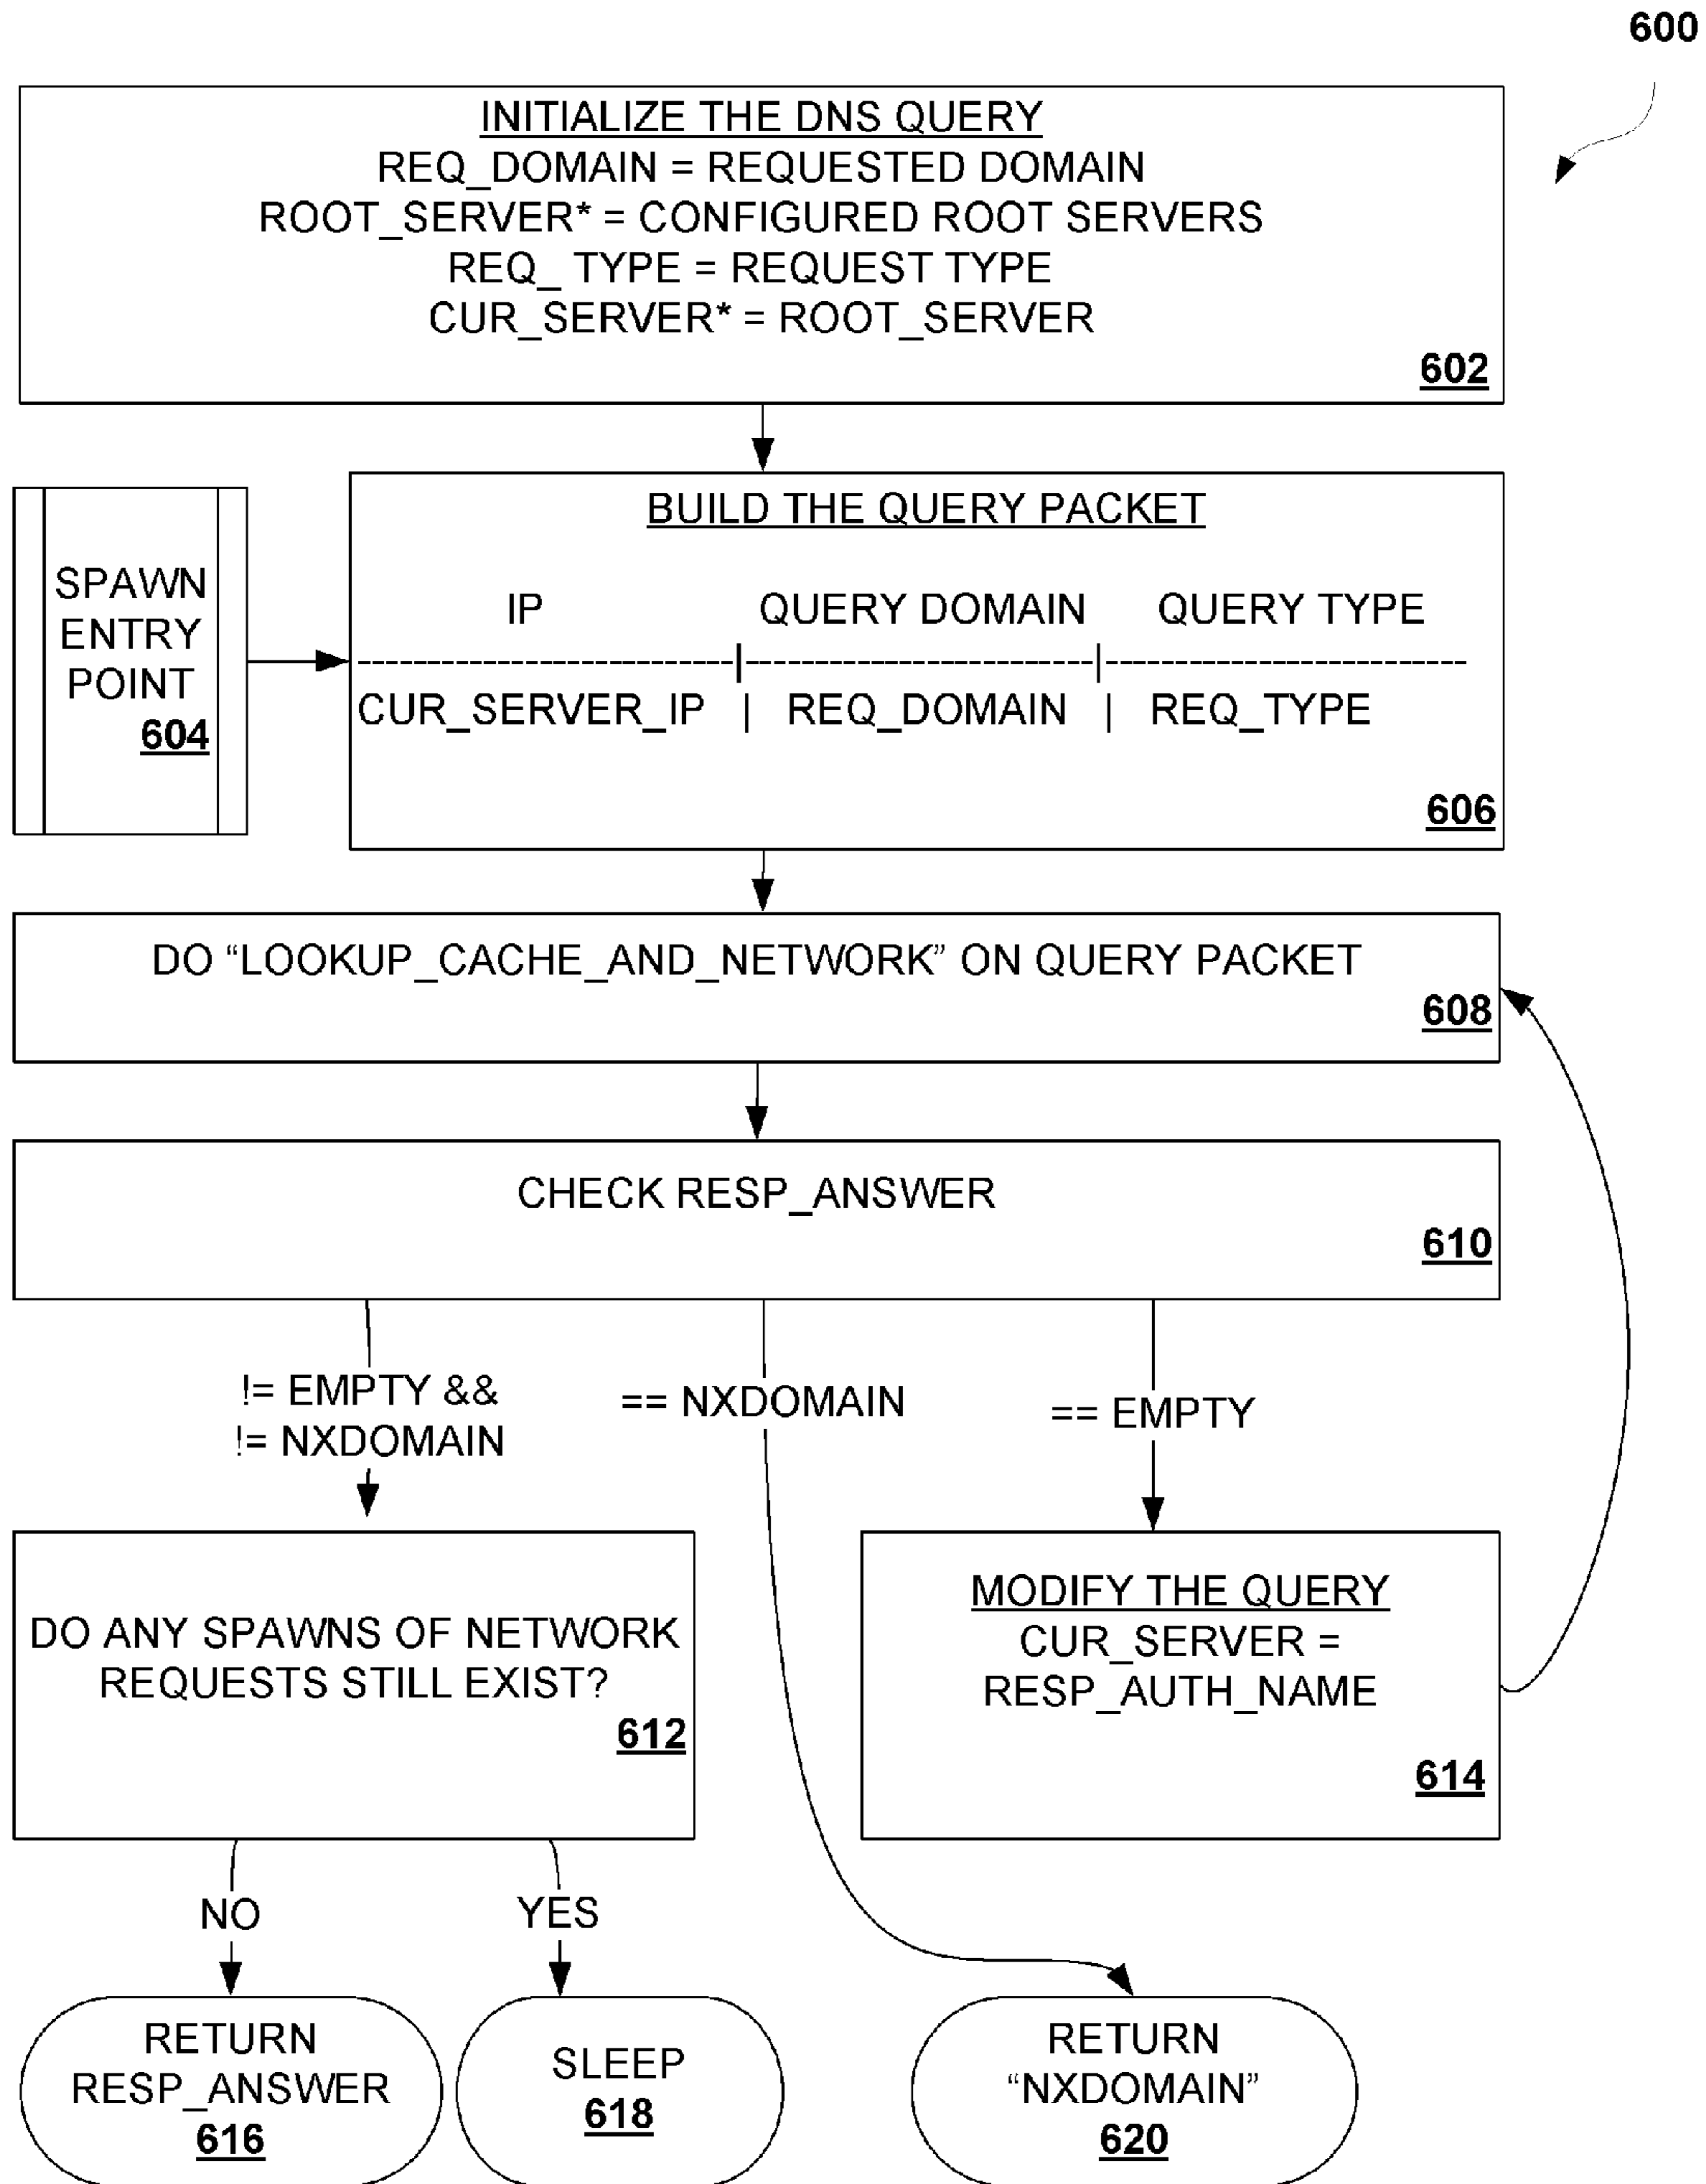 600
INITIALIZE THE DNS QUERY
REQ_DOMAIN = REQUESTED DOMAIN
ROOT_SERVER* = CONFIGURED ROOT SERVERS
REQ_ TYPE = REQUEST TYPE
CUR_SERVER* = ROOT_SERVER
602
SPAWN
ENTRY
POINT
604
BUILD THE QUERY PACKET
IP QUERY DOMAIN QUERY TYPE
---------------------------|-------------------------|--------------------------
CUR_SERVER_IP | REQ_DOMAIN | REQ_TYPE
606
DO “LOOKUP_CACHE_AND_NETWORK” ON QUERY PACKET
608
CHECK RESP_ANSWER
610
!= EMPTY &&
!= NXDOMAIN
== NXDOMAIN
== EMPTY
DO ANY SPAWNS OF NETWORK
REQUESTS STILL EXIST?
612
MODIFY THE QUERY
CUR_SERVER =
RESP_AUTH_NAME
614
NO
YES
RETURN
RESP_ANSWER
616
SLEEP
618
RETURN
“NXDOMAIN”
620